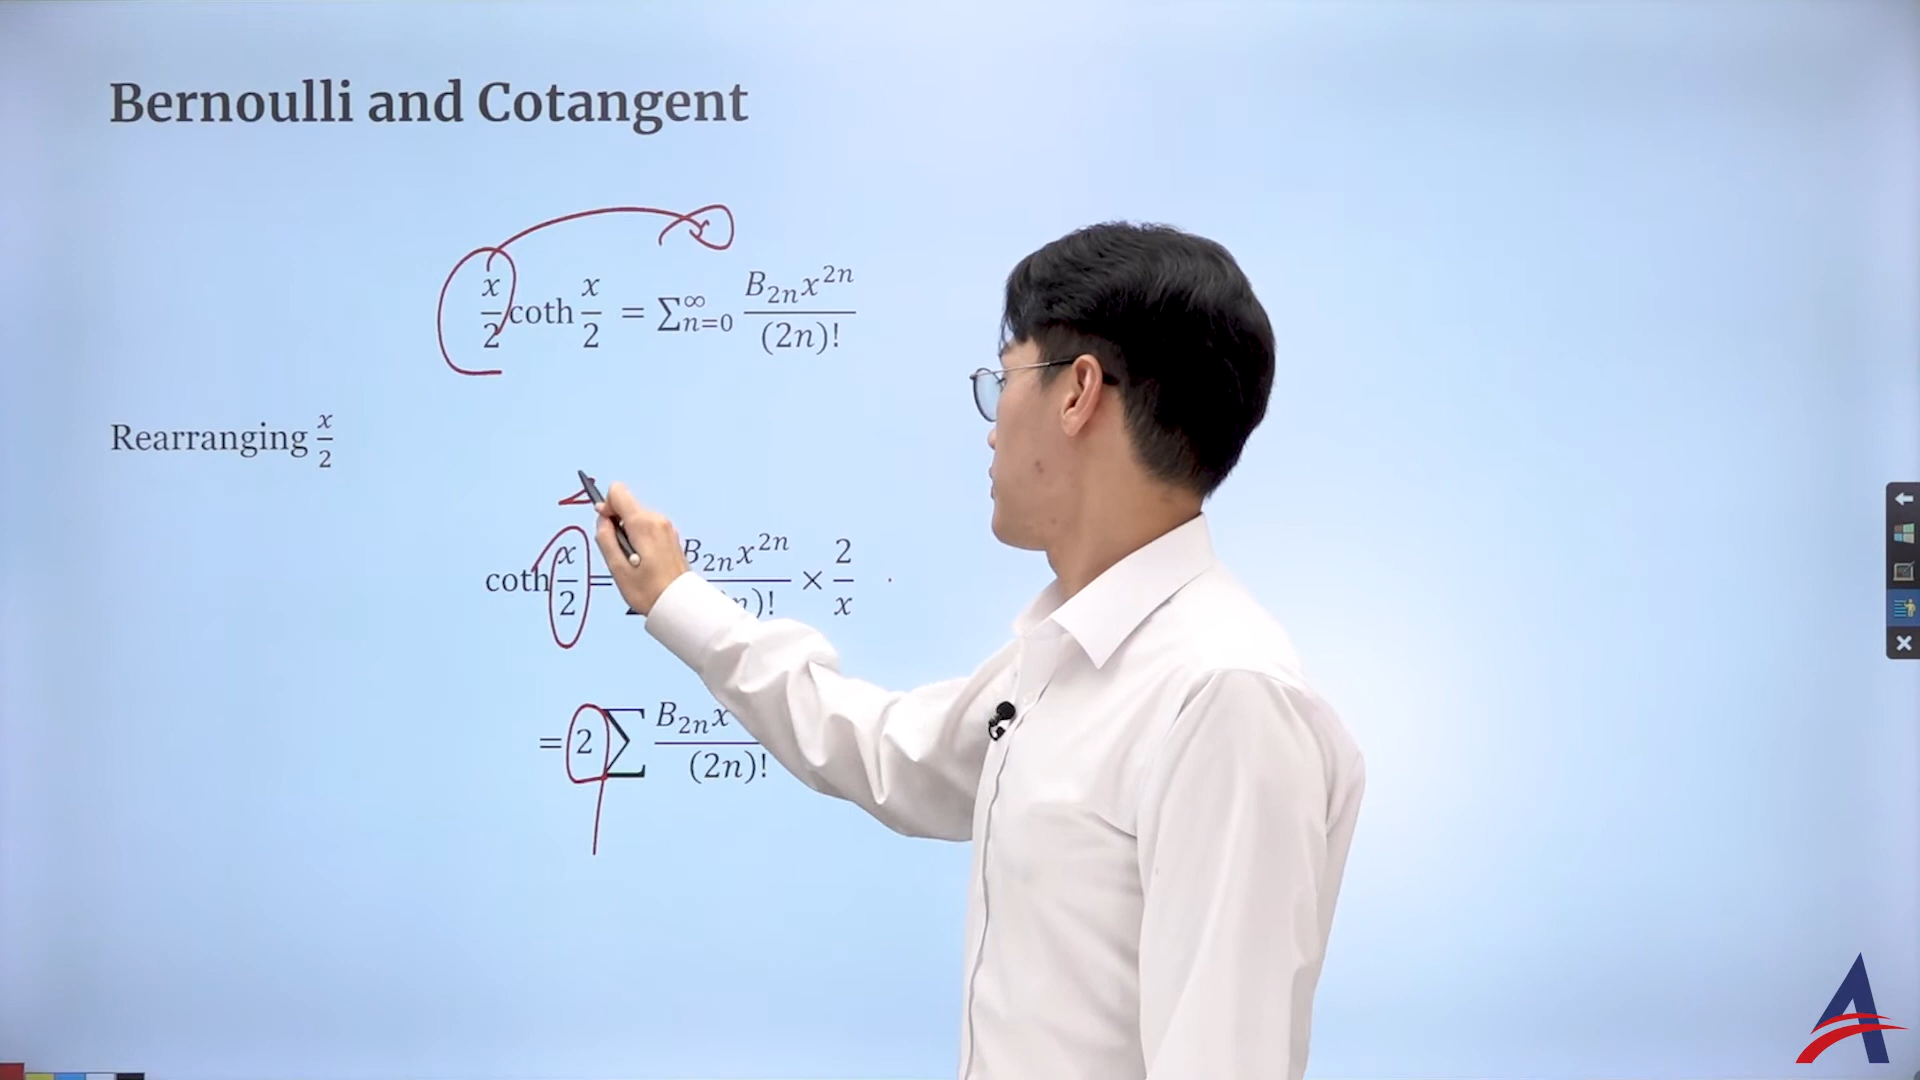 Bernoulli and Cotangent
x/2 coth x/2 = ∑_{n=0}^{∞} B_{2n}x^{2n}/(2n)!
Rearranging x/2
coth x/2 = B_{2n}x^{2n}/ )! × 2/x
= 2 ∑ B_{2n}x/(2n)!